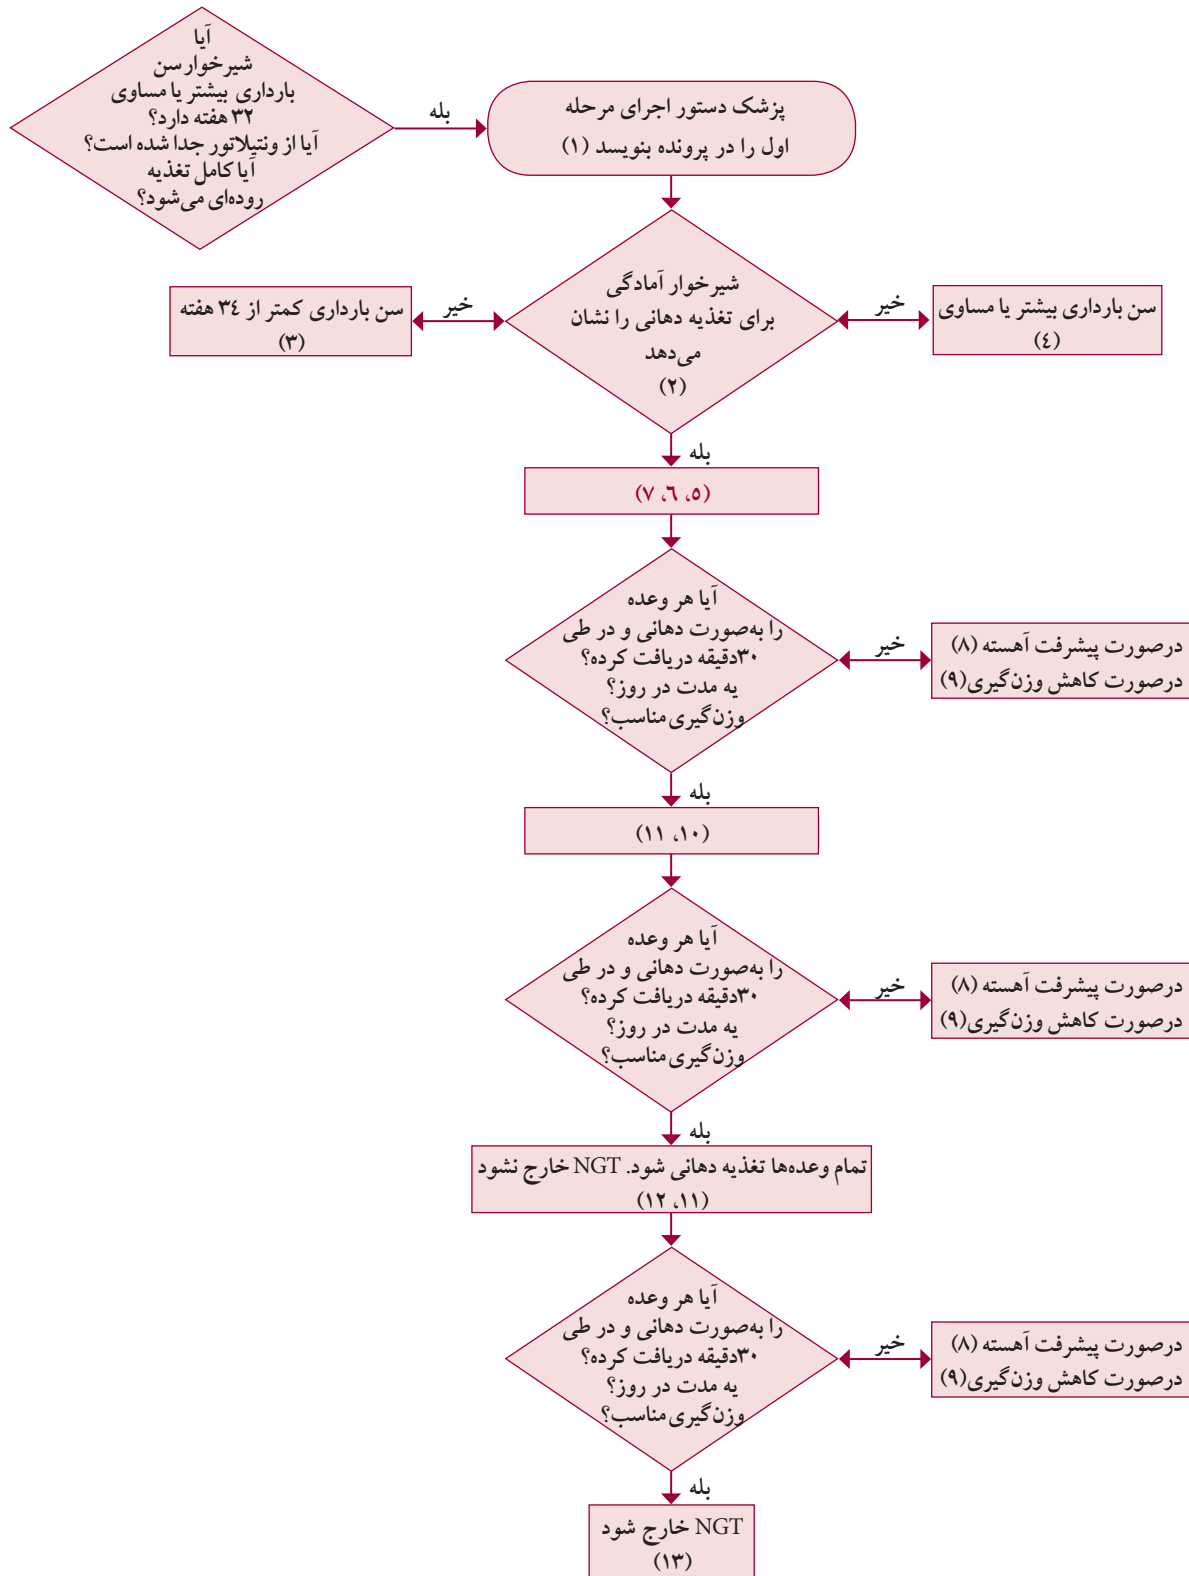 آیا
شیرخوار سن
بارداری بیشتر یا مساوی
۳۲ هفته دارد؟
آیا از ونتیلاتور جدا شده است؟
آیا کامل تغذیه
روده‌ای می‌شود؟
بله
پزشک دستور اجرای مرحله
اول را در پرونده بنویسد (۱)
شیرخوار آمادگی
برای تغذیه دهانی را نشان
می‌دهد
(۲)
خیر
سن بارداری بیشتر یا مساوی
(٤)
خیر
سن بارداری کمتر از ۳٤ هفته
(۳)
بله
(٥، ٦، ۷)
آیا هر وعده
را به‌صورت دهانی و در طی
۳۰دقیقه دریافت کرده؟
یه مدت در روز؟
وزن‌گیری مناسب؟
خیر
درصورت پیشرفت آهسته (۸)
درصورت کاهش وزن‌گیری(۹)
بله
(۱۰، ۱۱)
آیا هر وعده
را به‌صورت دهانی و در طی
۳۰دقیقه دریافت کرده؟
یه مدت در روز؟
وزن‌گیری مناسب؟
خیر
درصورت پیشرفت آهسته (۸)
درصورت کاهش وزن‌گیری(۹)
بله
تمام وعده‌ها تغذیه دهانی شود. NGT خارج نشود
(۱۱، ۱۲)
آیا هر وعده
را به‌صورت دهانی و در طی
۳۰دقیقه دریافت کرده؟
یه مدت در روز؟
وزن‌گیری مناسب؟
خیر
درصورت پیشرفت آهسته (۸)
درصورت کاهش وزن‌گیری(۹)
بله
NGT خارج شود
(۱۳)